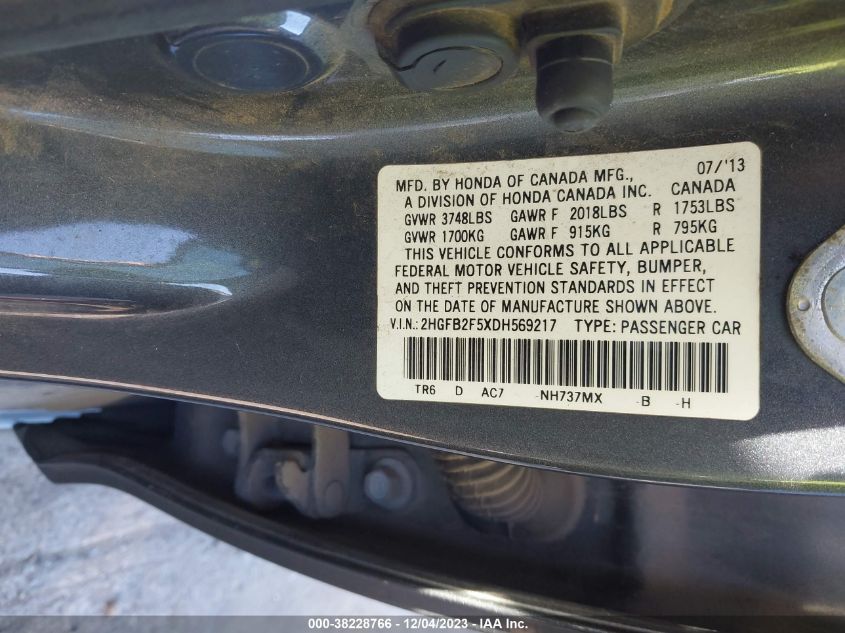 07/'13
MFD. BY HONDA OF CANADA MFG.,
A DIVISION OF HONDA CANADA INC. CANADA
GVWR 3748LBS GAWR F 2018LBS R 1753LBS
GVWR 1700KG GAWR F 915KG R 795KG
THIS VEHICLE CONFORMS TO ALL APPLICABLE
FEDERAL MOTOR VEHICLE SAFETY, BUMPER,
AND THEFT PREVENTION STANDARDS IN EFFECT
ON THE DATE OF MANUFACTURE SHOWN ABOVE.
V.I.N.: 2HGFB2F5XDH569217 TYPE: PASSENGER CAR
TR6 D AC7 -NH737MX -B -H
000-38228766 - 12/04/2023 - IAA Inc.